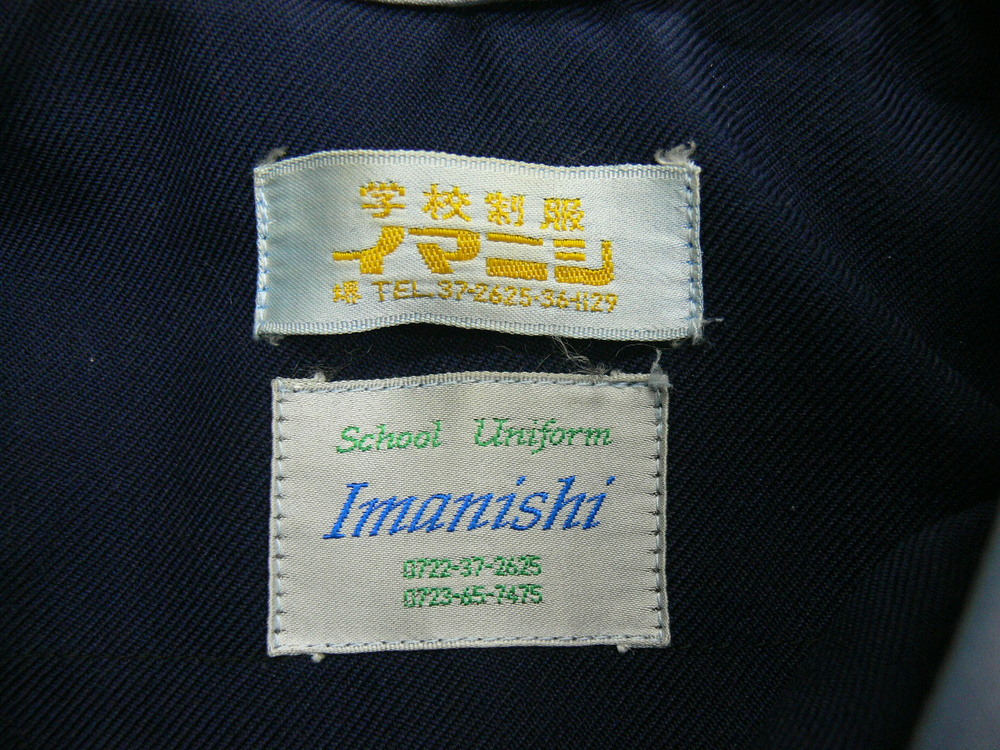 学校制服
イマニシ
堺 TEL.37-2625・36-1129
School Uniform
Imanishi
0722-37-2625
0723-65-7475